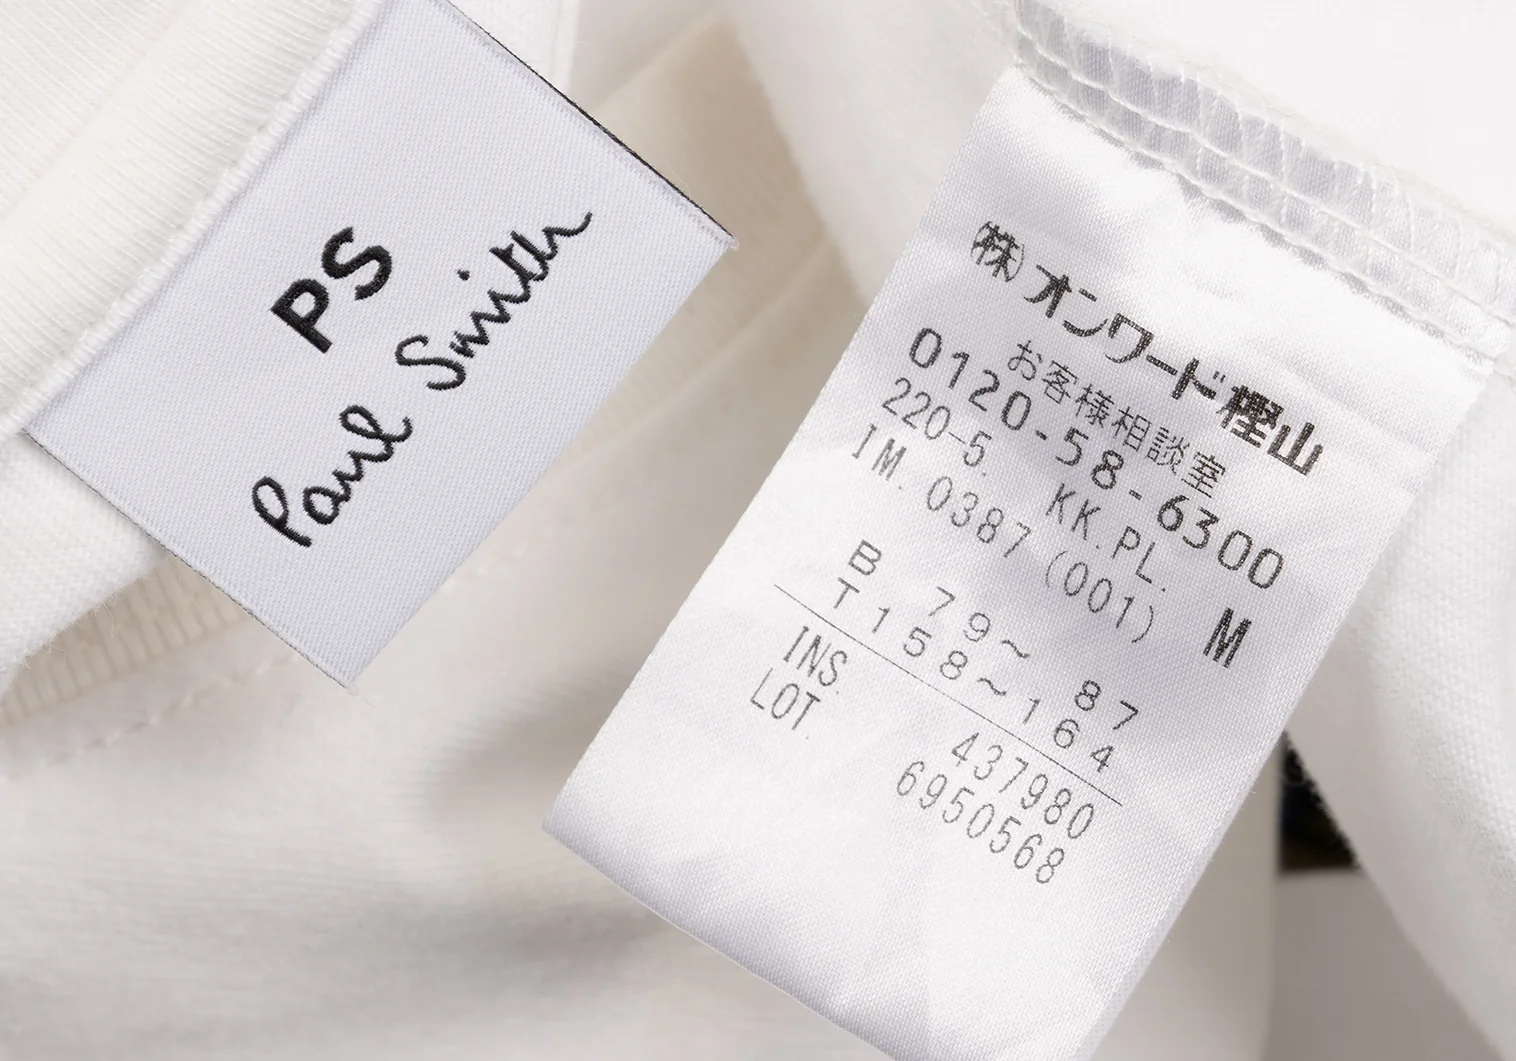 PS
Paul Smith
㈱オンワード樫山
お客様相談室
0120-58-6300
220-5. KK.PL.
IM. 0387 (001) M
B 79～ 87
T158～164
INS. 437980
LOT. 6950568